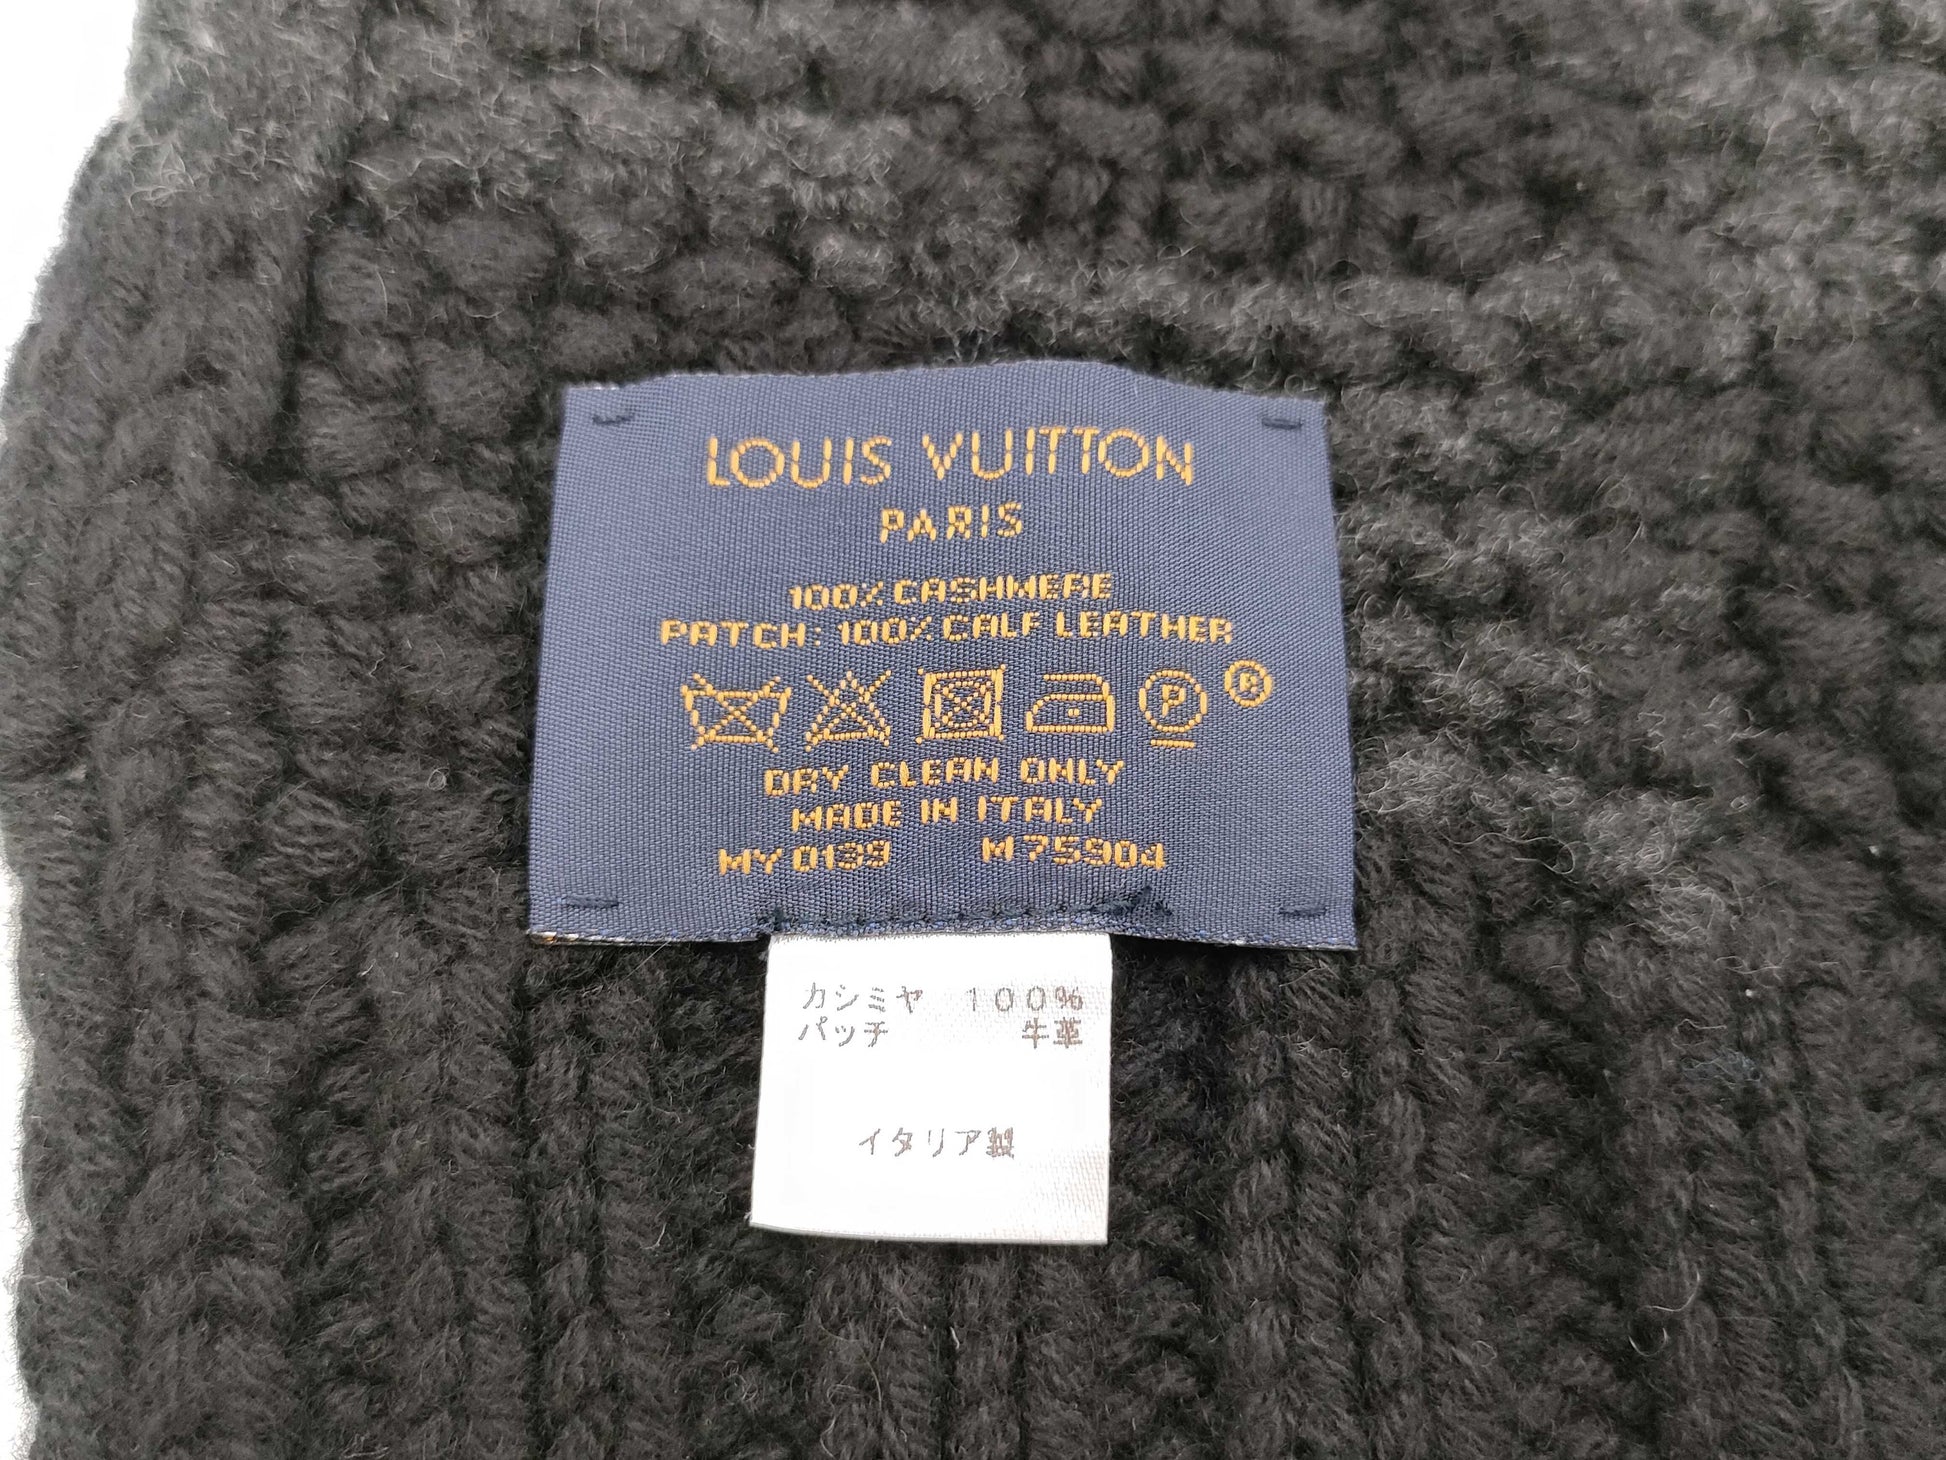 LOUIS VUITTON
PARIS
100% CASHMERE
PATCH: 100% CALF LEATHER
P ®
DRY CLEAN ONLY
MADE IN ITALY
MY 0139 M75904
カシミヤ 100%
パッチ 牛革
イタリア製